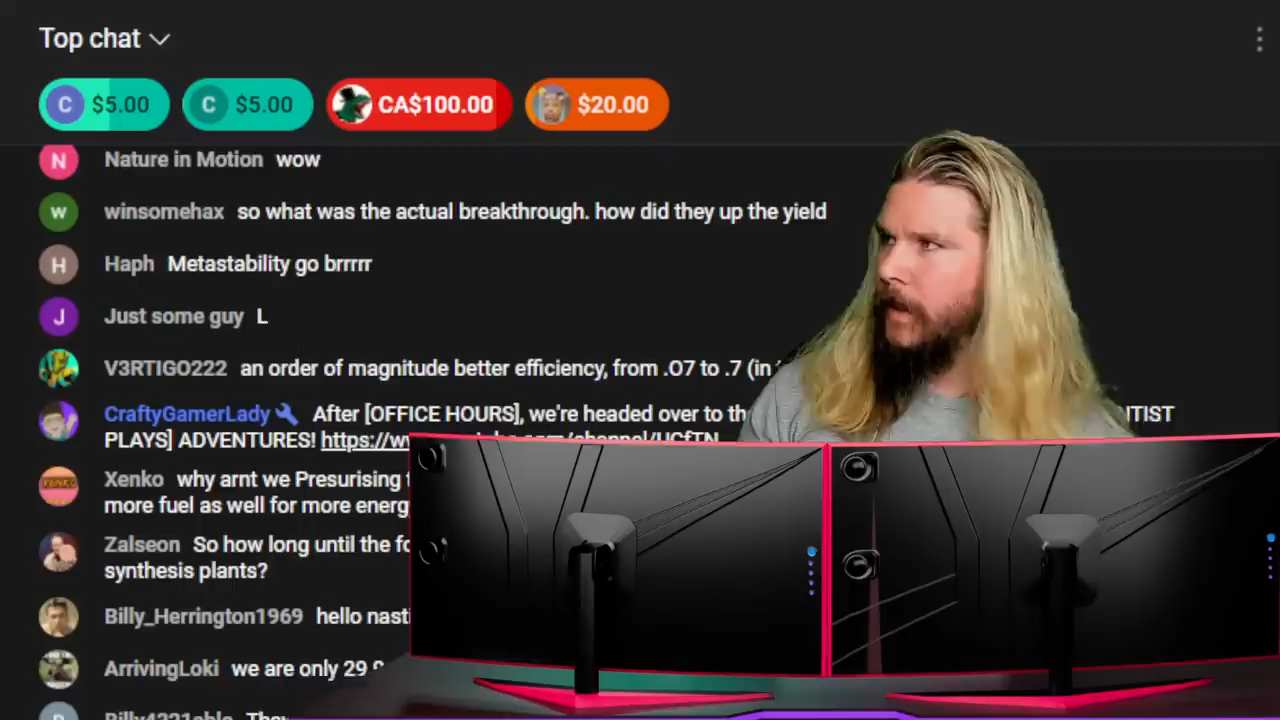 Top chat
C $5.00 C $5.00 CA$100.00 $20.00
N Nature in Motion wow
w winsomehax so what was the actual breakthrough. how did they up the yield
H Haph Metastability go brrrrr
J Just some guy L
V3RTIGO222 an order of magnitude better efficiency, from .07 to .7 (in
CraftyGamerLady After [OFFICE HOURS], we're headed over to the
PLAYS] ADVENTURES! https://
Xenko why arnt we Presurising
more fuel as well for more energ
Zalseon So how long until the
synthesis plants?
Billy_Herrington1969 hello nasti
ArrivingLoki we are only 29